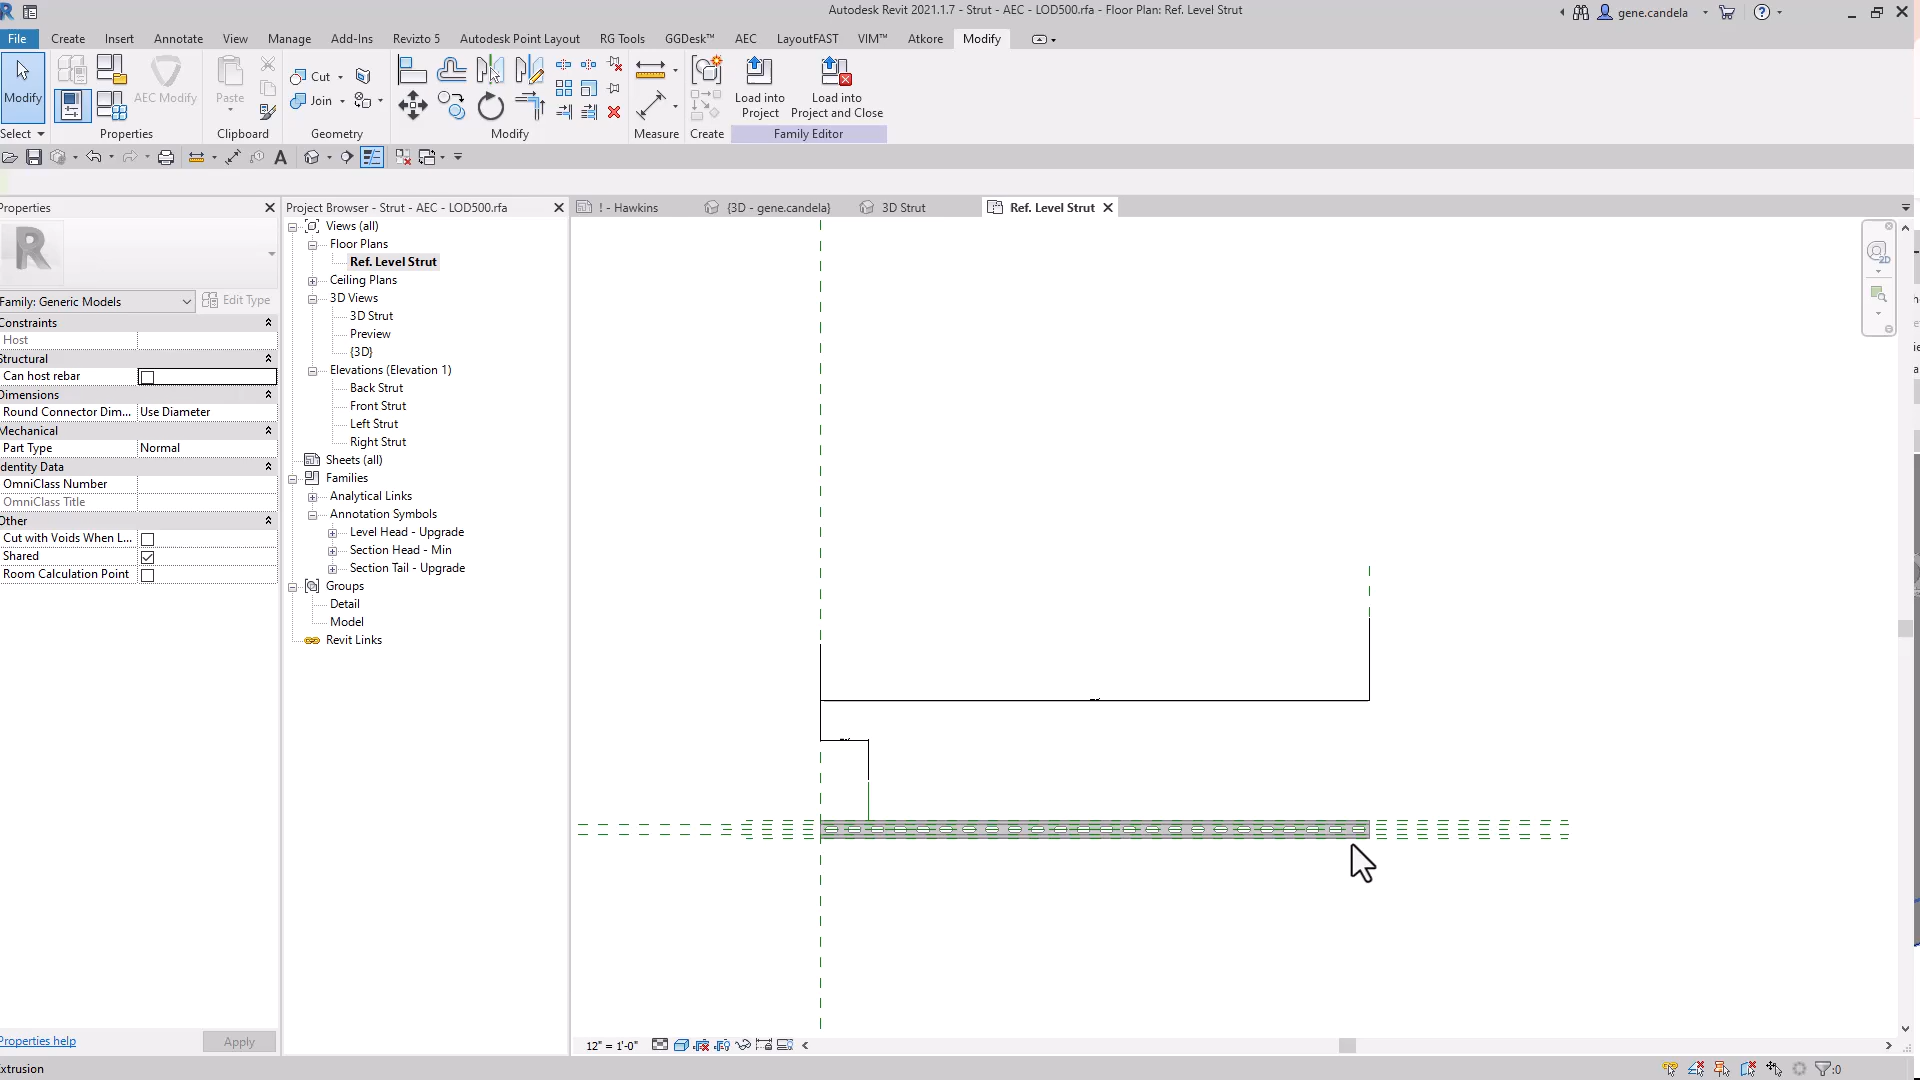 Autodesk Revit 2021.1.7 - Strut - AEC - LOD500.rfa - Floor Plan: Ref. Level Strut
gene.candela
File Create Insert Annotate View Manage Add-Ins Revizto 5 Autodesk Point Layout RG Tools GGDesk™ AEC LayoutFAST VIM™ Atkore Modify
Modify
AEC Modify
Paste
Cut
Join
Load into Project
Load into Project and Close
Select Properties Clipboard Geometry Modify Measure Create Family Editor
Properties
Family: Generic Models
Edit Type
Constraints
Host
Structural
Can host rebar
Dimensions
Round Connector Dim... Use Diameter
Mechanical
Part Type Normal
Identity Data
OmniClass Number
OmniClass Title
Other
Cut with Voids When L...
Shared
Room Calculation Point
Properties help
Apply
Project Browser - Strut - AEC - LOD500.rfa
Views (all)
Floor Plans
Ref. Level Strut
Ceiling Plans
3D Views
3D Strut
Preview
{3D}
Elevations (Elevation 1)
Back Strut
Front Strut
Left Strut
Right Strut
Sheets (all)
Families
Analytical Links
Annotation Symbols
Level Head - Upgrade
Section Head - Min
Section Tail - Upgrade
Groups
Detail
Model
Revit Links
! - Hawkins
{3D - gene.candela}
3D Strut
Ref. Level Strut
2D
12" = 1'-0"
xtrusion
:0